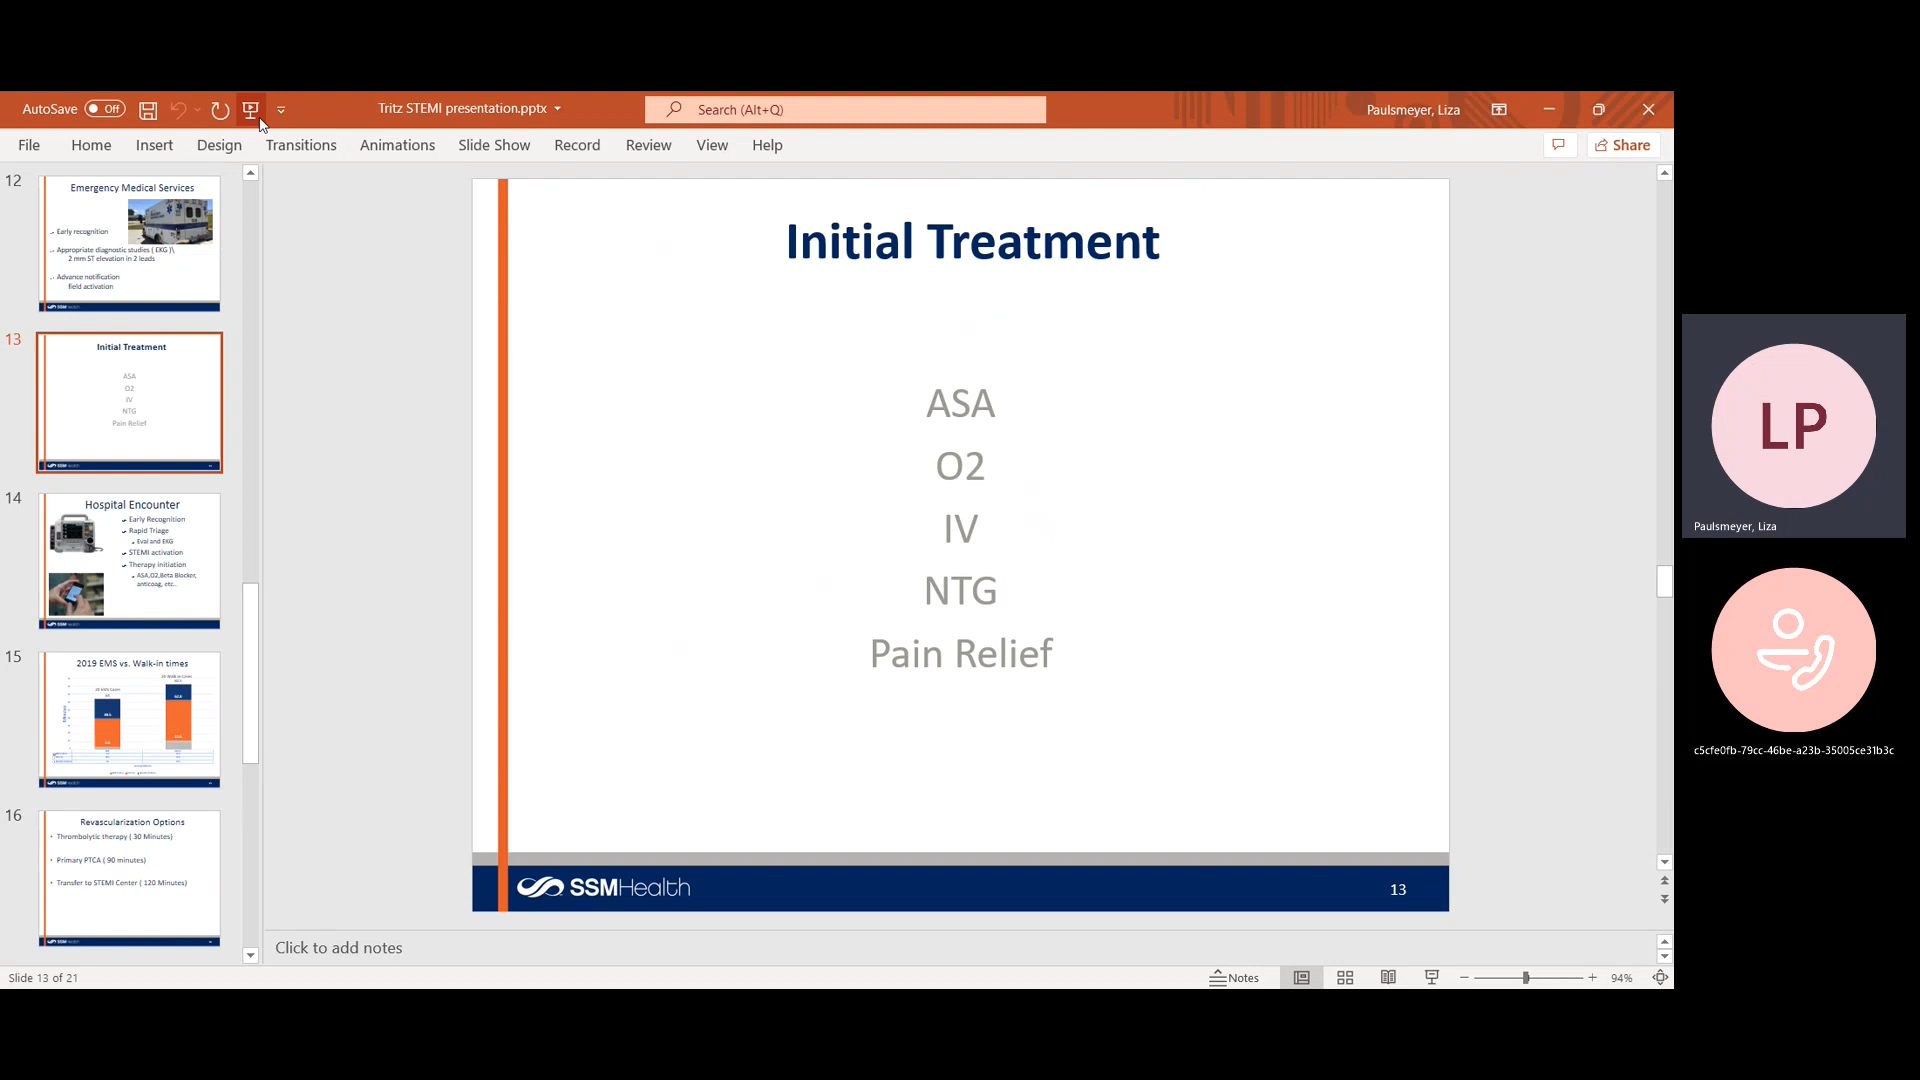 AutoSave Off
Tritz STEMI presentation.pptx
Search (Alt+Q)
Paulsmeyer, Liza
File Home Insert Design Transitions Animations Slide Show Record Review View Help
Share
12
Emergency Medical Services
Early recognition
Appropriate diagnostic studies ( EKG )\
2 mm ST elevation in 2 leads
Advance notification
field activation
SSMHealth
13
Initial Treatment
ASA
O2
IV
NTG
Pain Relief
SSMHealth
14
Hospital Encounter
Early Recognition
Rapid Triage
Eval and EKG
STEMI activation
Therapy initiation
ASA,O2,Beta Blocker,
anticoag, etc..
SSMHealth
15
2019 EMS vs. Walk-in times
Minutes
SSMHealth
16
Revascularization Options
Thrombolytic therapy ( 30 Minutes)
Primary PTCA ( 90 minutes)
Transfer to STEMI Center ( 120 Minutes)
SSMHealth
Initial Treatment
ASA
O2
IV
NTG
Pain Relief
SSMHealth
13
Click to add notes
Slide 13 of 21
Notes
94%
LP
Paulsmeyer, Liza
c5cfe0fb-79cc-46be-a23b-35005ce31b3c